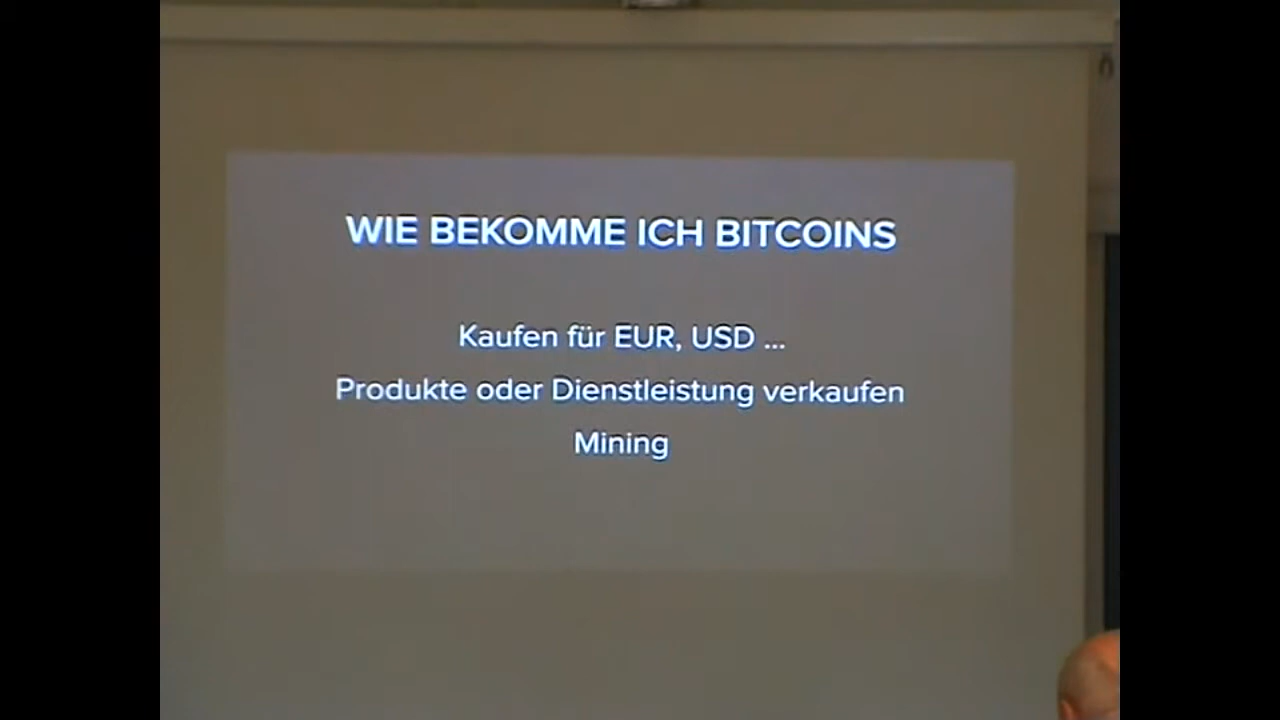 WIE BEKOMME ICH BITCOINS
Kaufen für EUR, USD ...
Produkte oder Dienstleistung verkaufen
Mining